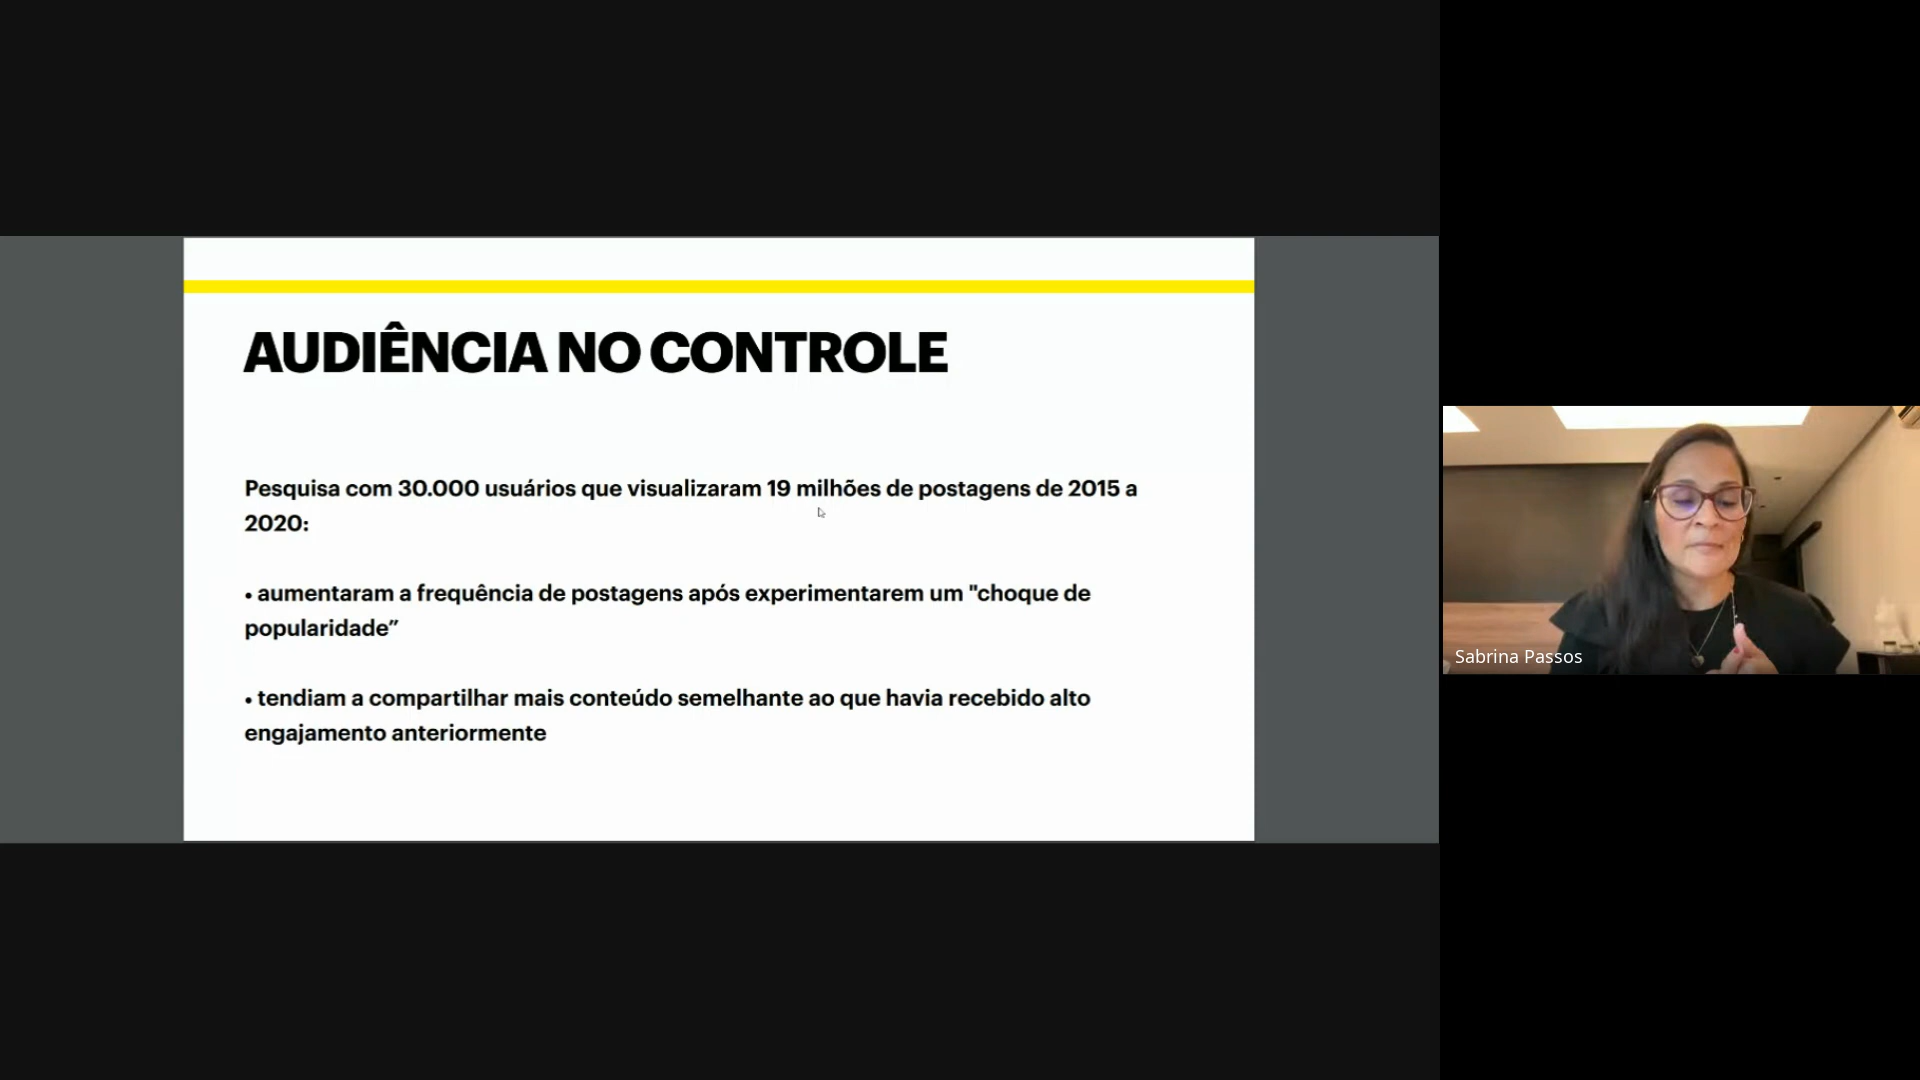 AUDIÊNCIA NO CONTROLE
Pesquisa com 30.000 usuários que visualizaram 19 milhões de postagens de 2015 a
2020:
• aumentaram a frequência de postagens após experimentarem um "choque de
popularidade”
• tendiam a compartilhar mais conteúdo semelhante ao que havia recebido alto
engajamento anteriormente
Sabrina Passos